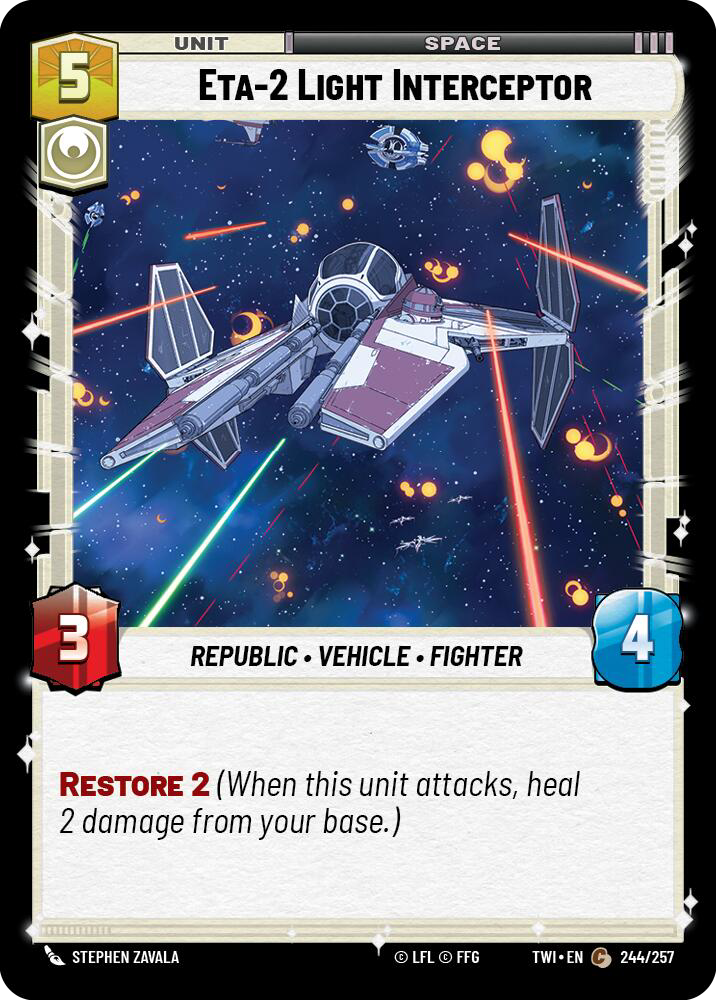 UNIT
SPACE
5
ETA-2 LIGHT INTERCEPTOR
3
REPUBLIC • VEHICLE • FIGHTER
4
RESTORE 2 (When this unit attacks, heal
2 damage from your base.)
STEPHEN ZAVALA
© LFL © FFG
TWI • EN
C
244/257